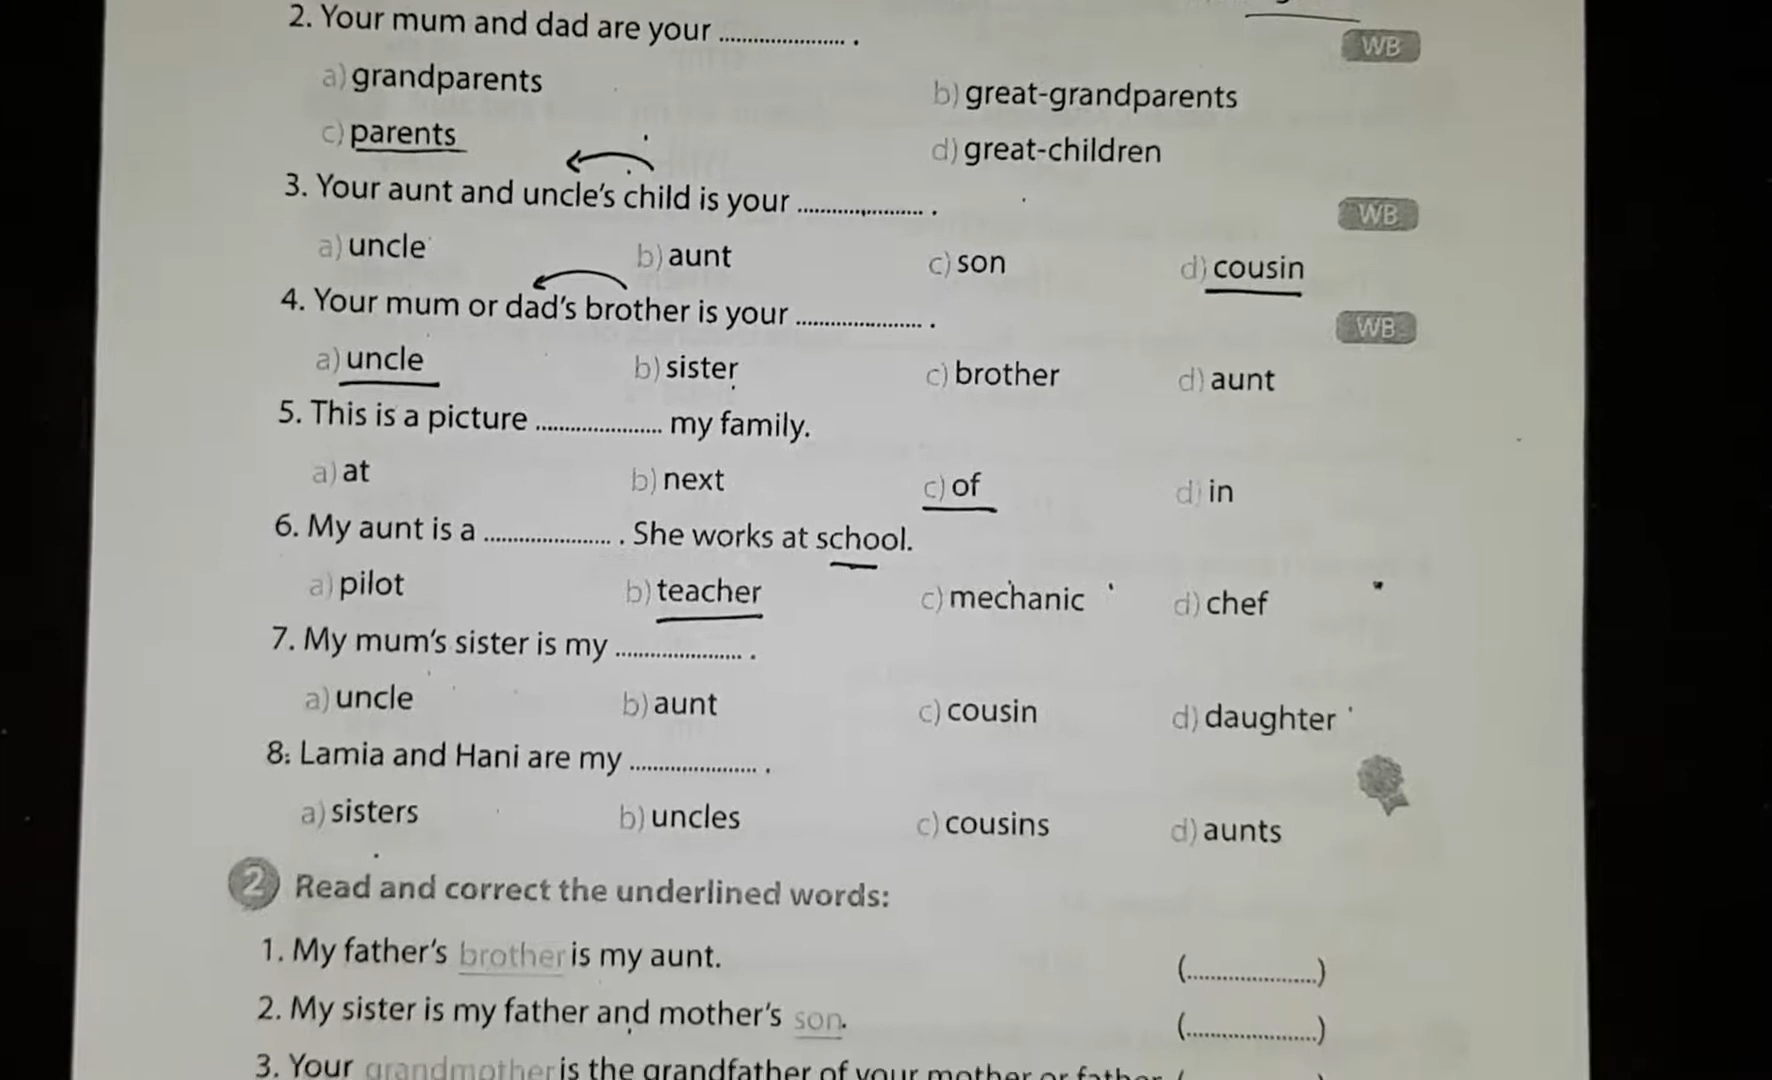 2. Your mum and dad are your ...................... .
WB
a) grandparents
b) great-grandparents
c) parents
d) great-children
3. Your aunt and uncle's child is your ...................... .
WB
a) uncle b) aunt c) son d) cousin
4. Your mum or dad's brother is your ...................... .
WB
a) uncle b) sister c) brother d) aunt
5. This is a picture ...................... my family.
a) at b) next c) of d) in
6. My aunt is a ...................... . She works at school.
a) pilot b) teacher c) mechanic d) chef
7. My mum's sister is my ...................... .
a) uncle b) aunt c) cousin d) daughter
8. Lamia and Hani are my ...................... .
a) sisters b) uncles c) cousins d) aunts
2 Read and correct the underlined words:
1. My father's brother is my aunt. (......................)
2. My sister is my father and mother's son. (......................)
3. Your grandmother is the grandfather of your mother or father. (......................)